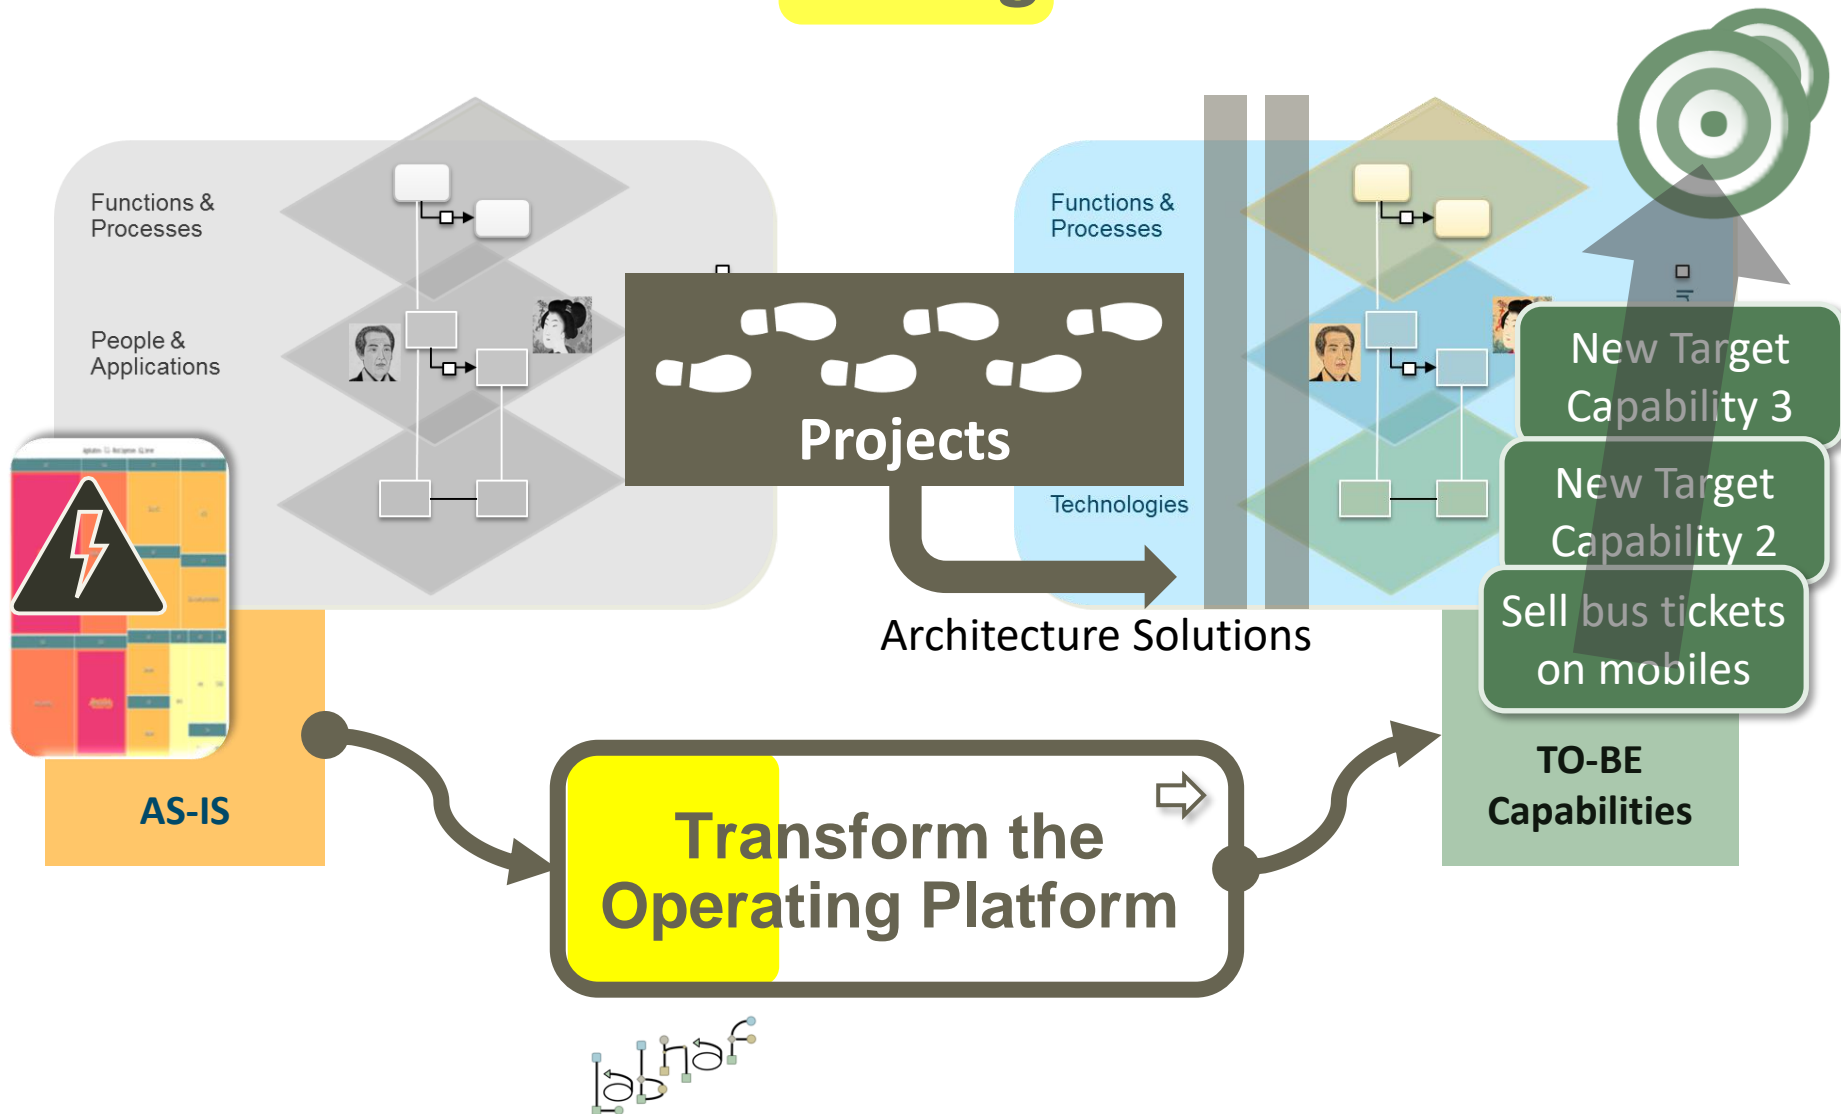 Functions &
Processes
People &
Applications
Functions &
Processes
Technologies
Projects
Architecture Solutions
New Target
Capability 3
New Target
Capability 2
Sell bus tickets
on mobiles
AS-IS
TO-BE
Capabilities
Transform the
Operating Platform
labnaf